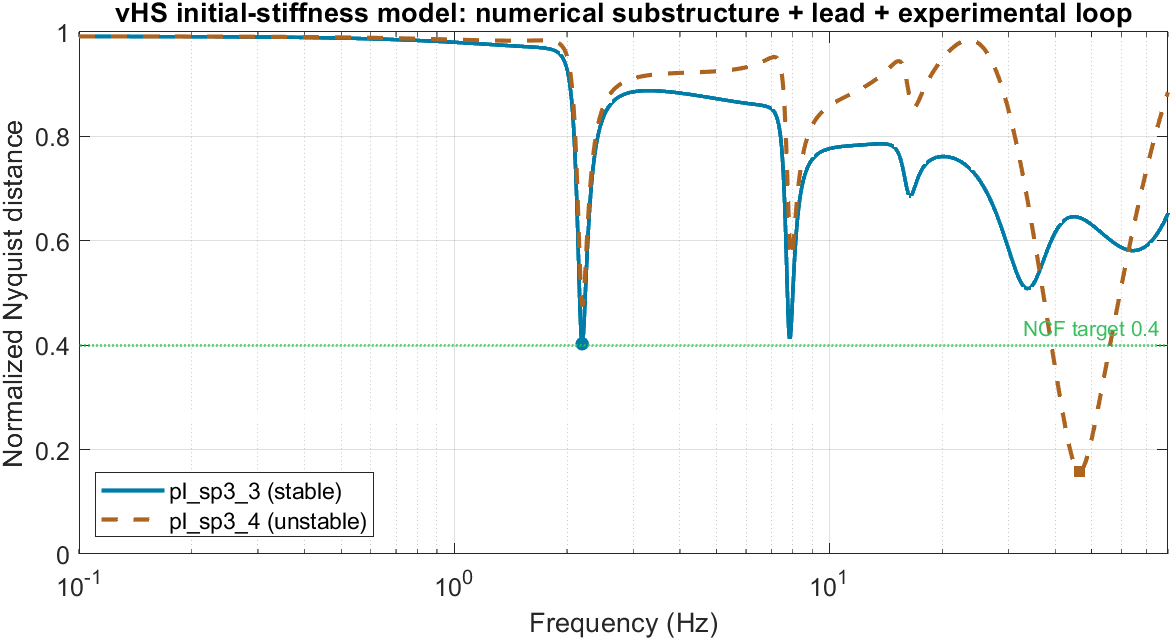 vHS initial-stiffness model: numerical substructure + lead + experimental loop
Normalized Nyquist distance
1
0.8
0.6
0.4
0.2
0
NCF target 0.4
pl_sp3_3 (stable)
pl_sp3_4 (unstable)
10-1
100
101
Frequency (Hz)